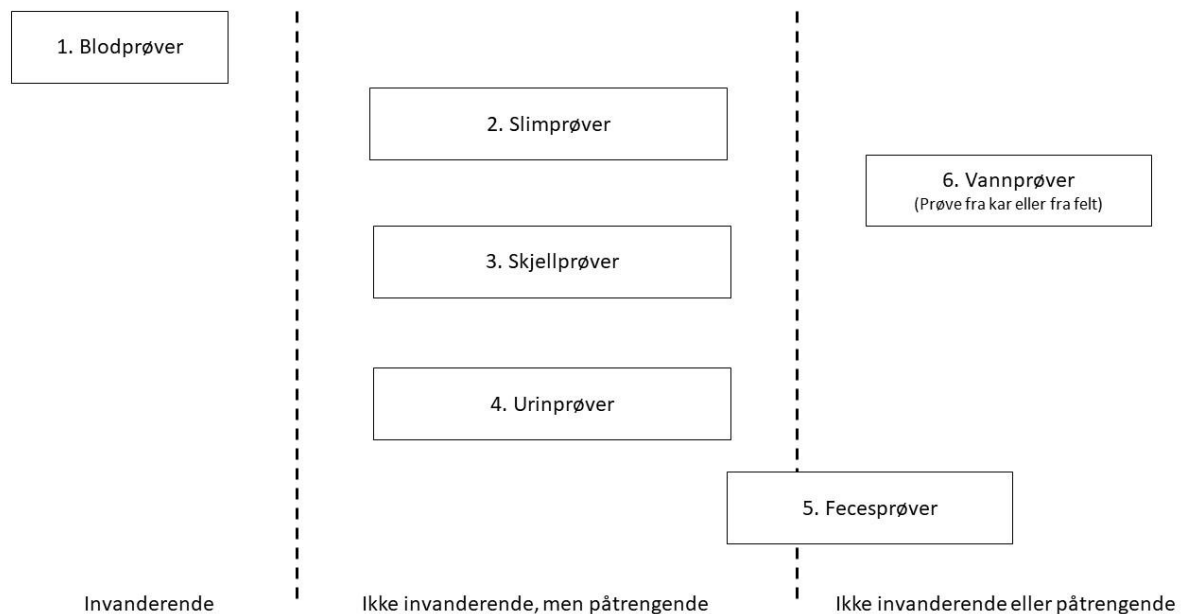 1. Blodprøver
2. Slimprøver
6. Vannprøver
(Prøve fra kar eller fra felt)
3. Skjellprøver
4. Urinprøver
5. Fecesprøver
Invanderende
Ikke invanderende, men påtrengende
Ikke invanderende eller påtrengende